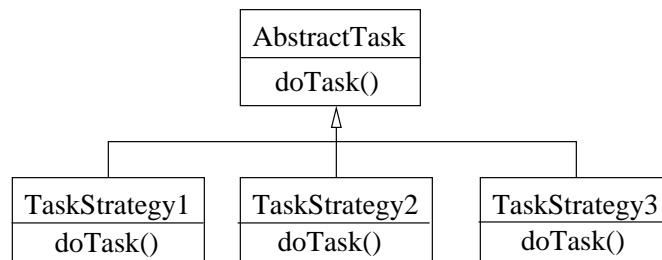 AbstractTask
doTask()
TaskStrategy1
doTask()
TaskStrategy2
doTask()
TaskStrategy3
doTask()